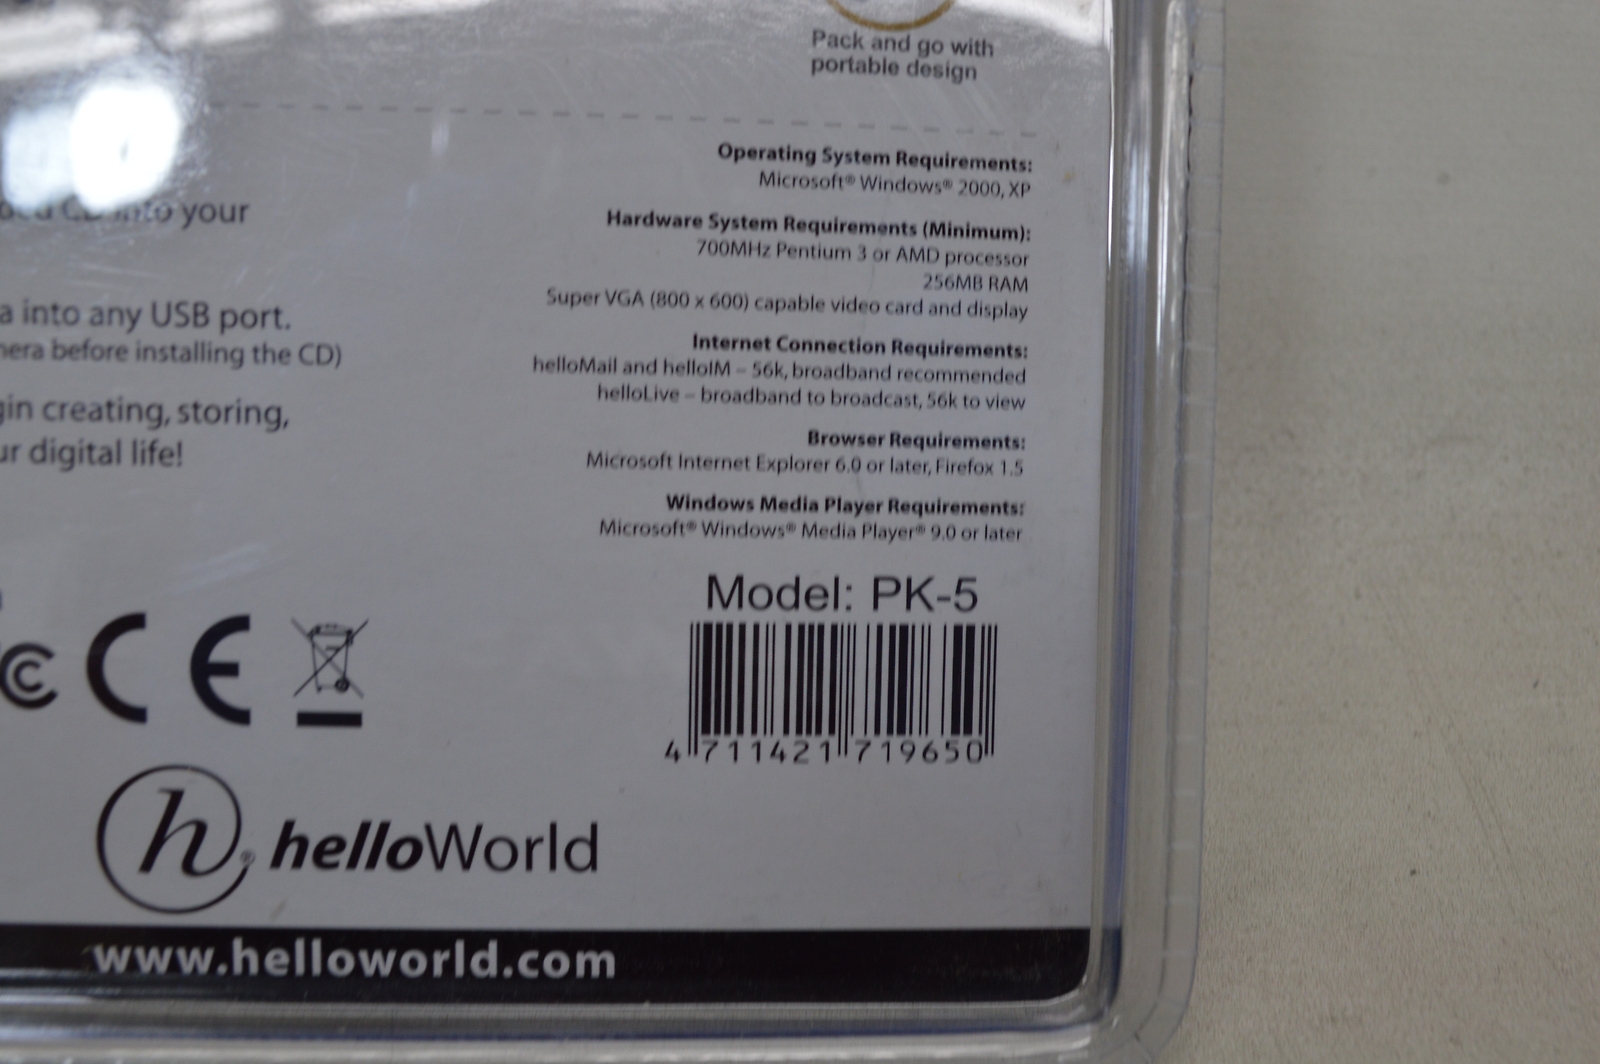 Pack and go with
portable design
Operating System Requirements:
Microsoft® Windows® 2000, XP
Hardware System Requirements (Minimum):
700MHz Pentium 3 or AMD processor
256MB RAM
Super VGA (800 x 600) capable video card and display
Internet Connection Requirements:
helloMail and helloIM – 56k, broadband recommended
helloLive – broadband to broadcast, 56k to view
Browser Requirements:
Microsoft Internet Explorer 6.0 or later, Firefox 1.5
Windows Media Player Requirements:
Microsoft® Windows® Media Player® 9.0 or later
CD into your
a into any USB port.
before installing the CD)
creating, storing,
digital life!
Model: PK-5
4 711421 719650
CE
h® helloWorld
www.helloworld.com